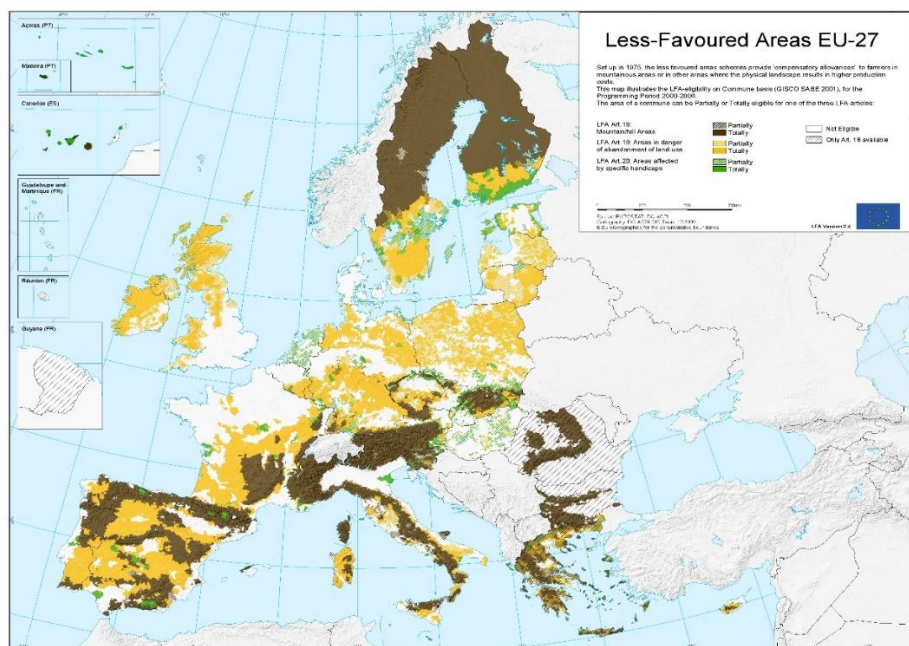 Less-Favoured Areas EU-27
Set up in 1975, the less favoured areas schemes provide 'compensatory allowances' to farmers in
mountainous areas or in other areas where the physical landscape results in higher production
costs.
This map illustrates the LFA-eligibility on Commune basis (GISCO SABE 2001), for the
Programming Period 2000-2006.
The area of a commune can be Partially or Totally eligible for one of the three LFA articles:
LFA Art.18:
Mountain/hill Areas
Partially
Totally
LFA Art.19: Areas in danger
of abandonment of land use
Partially
Totally
LFA Art.20: Areas affected
by specific handicaps
Partially
Totally
Not Eligible
Only Art. 18 available
LFA Version 2.4
Açores (PT)
Madeira (PT)
Canarias (ES)
Guadeloupe and
Martinique (FR)
Réunion (FR)
Guyane (FR)